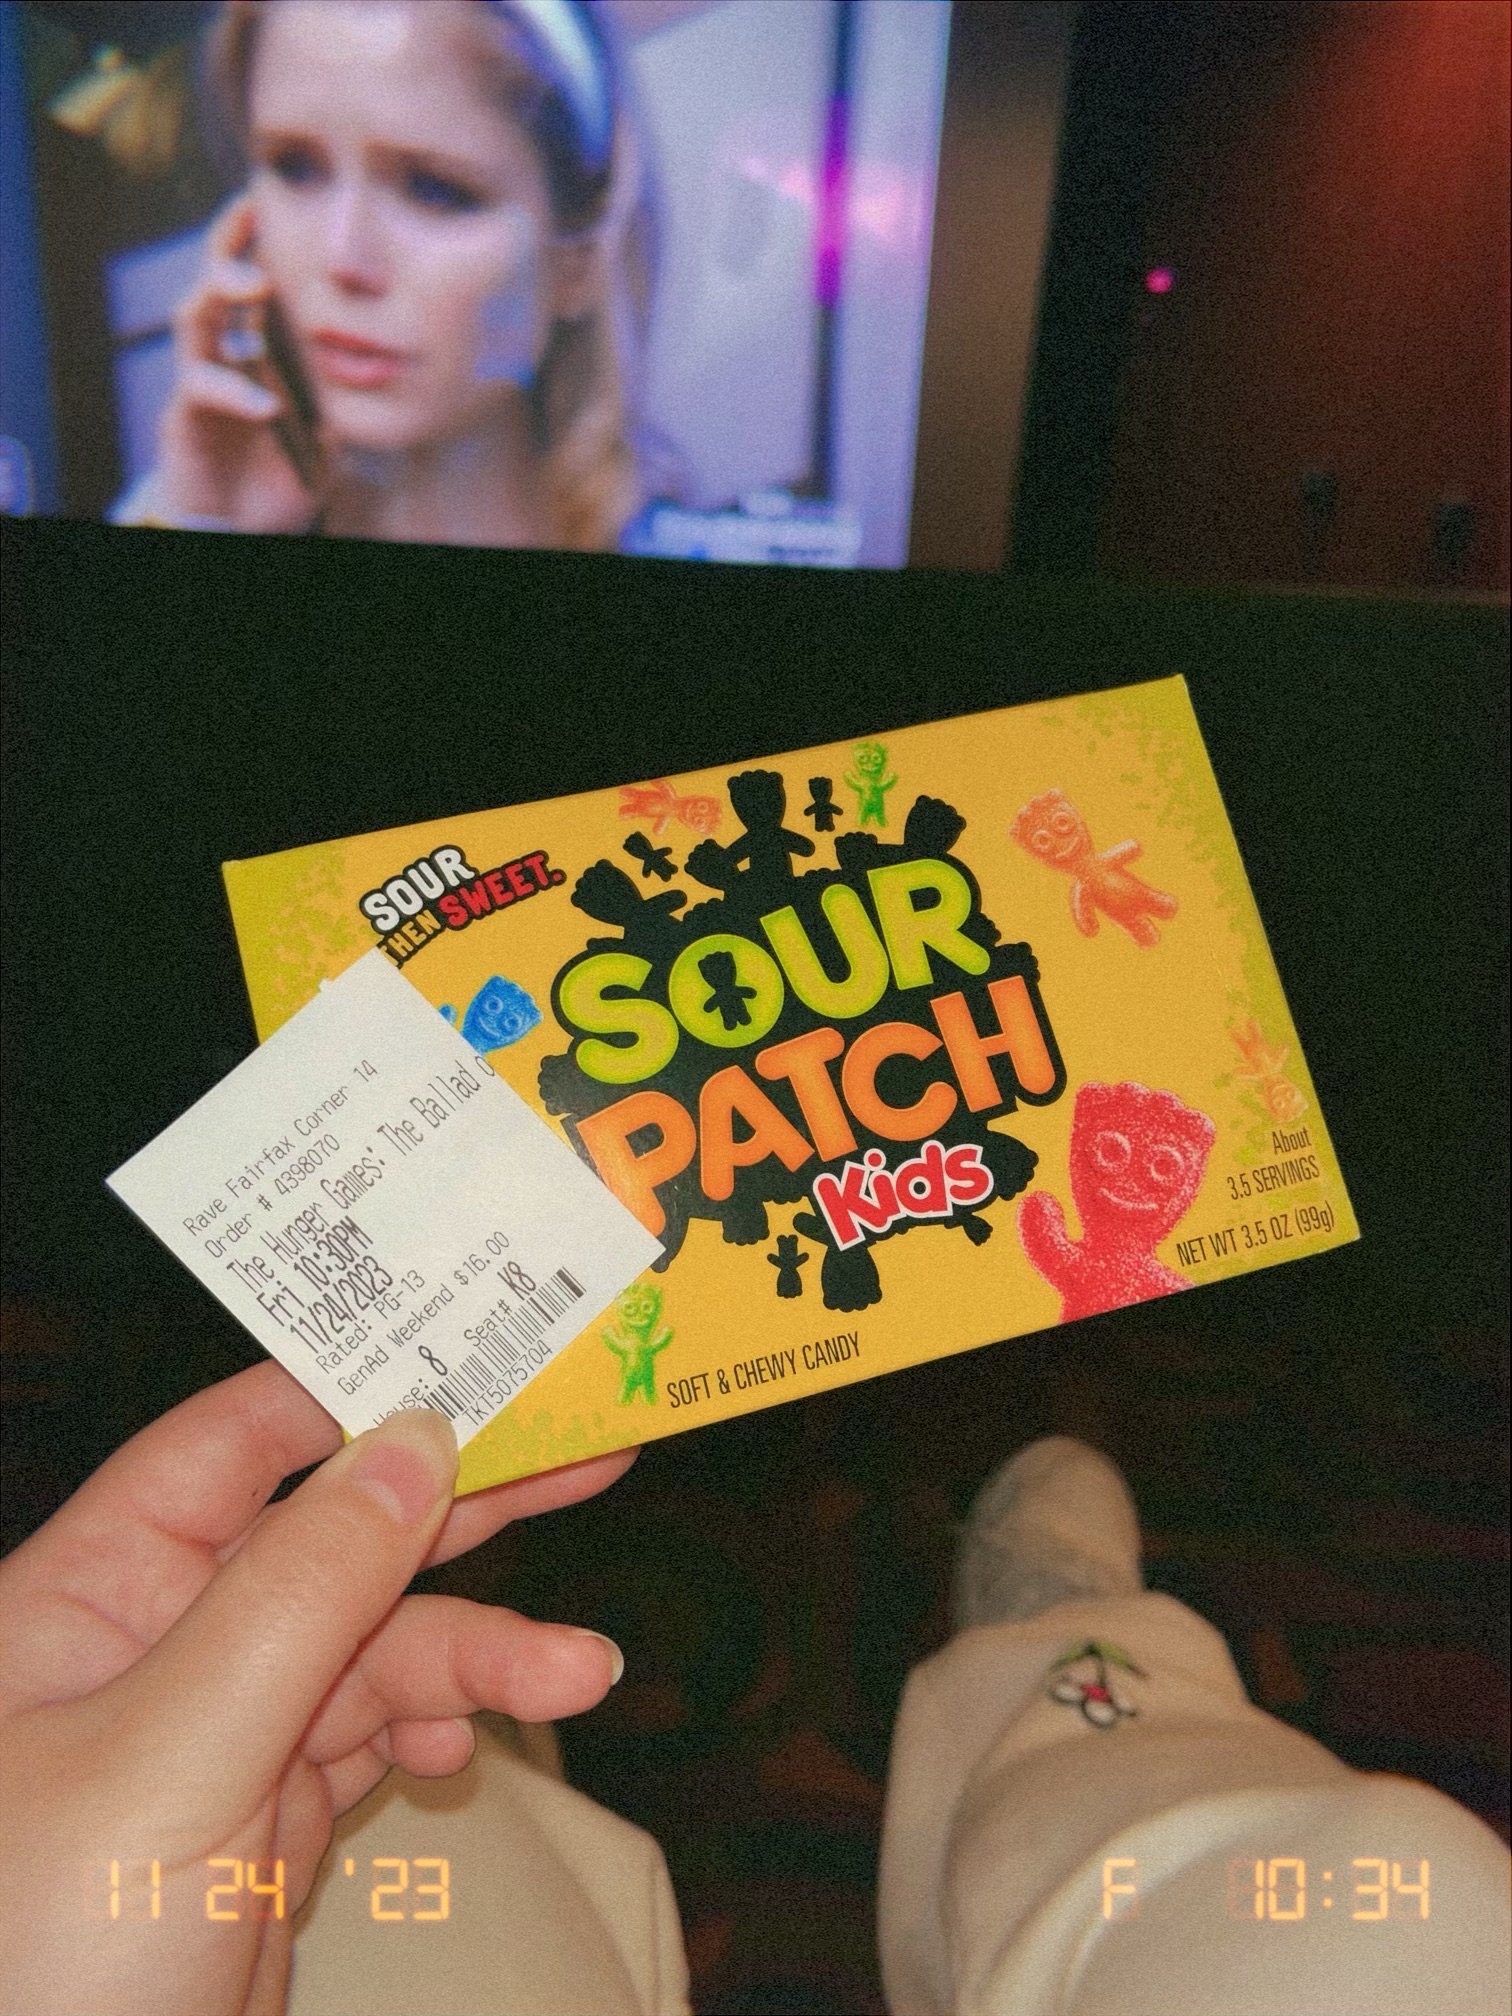 SOUR
THEN SWEET.
SOUR
PATCH
Kids
About
3.5 SERVINGS
NET WT 3.5 OZ (99g)
SOFT & CHEWY CANDY
Rave Fairfax Corner 14
Order # 4398070
The Hunger Games: The Ballad o
Fri 10:30PM
11/24/2023
Rated: PG-13
GenAd Weekend $16.00
House: 8 Seat# K8
TKT5075704
11 24 '23
F 10:34